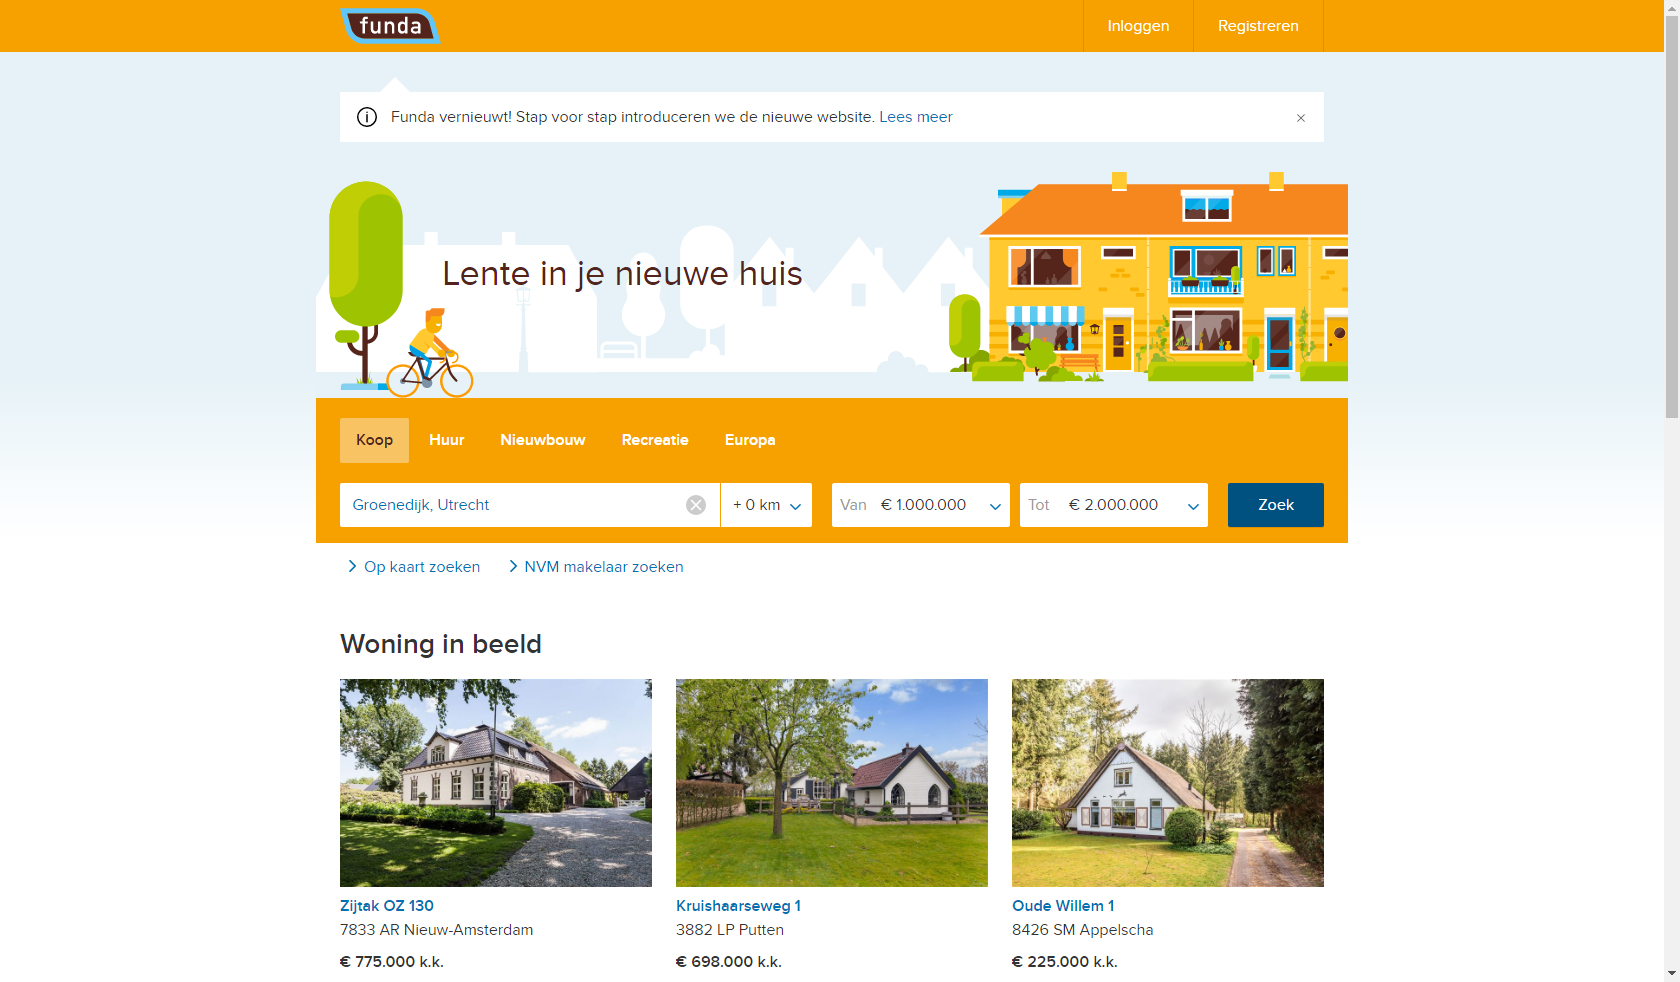 funda
Inloggen
Registreren
Funda vernieuwt! Stap voor stap introduceren we de nieuwe website. Lees meer
Lente in je nieuwe huis
Koop
Huur
Nieuwbouw
Recreatie
Europa
Groenedijk, Utrecht
+ 0 km
Van € 1.000.000
Tot € 2.000.000
Zoek
Op kaart zoeken
NVM makelaar zoeken
Woning in beeld
Zijtak OZ 130
7833 AR Nieuw-Amsterdam
€ 775.000 k.k.
Kruishaarseweg 1
3882 LP Putten
€ 698.000 k.k.
Oude Willem 1
8426 SM Appelscha
€ 225.000 k.k.